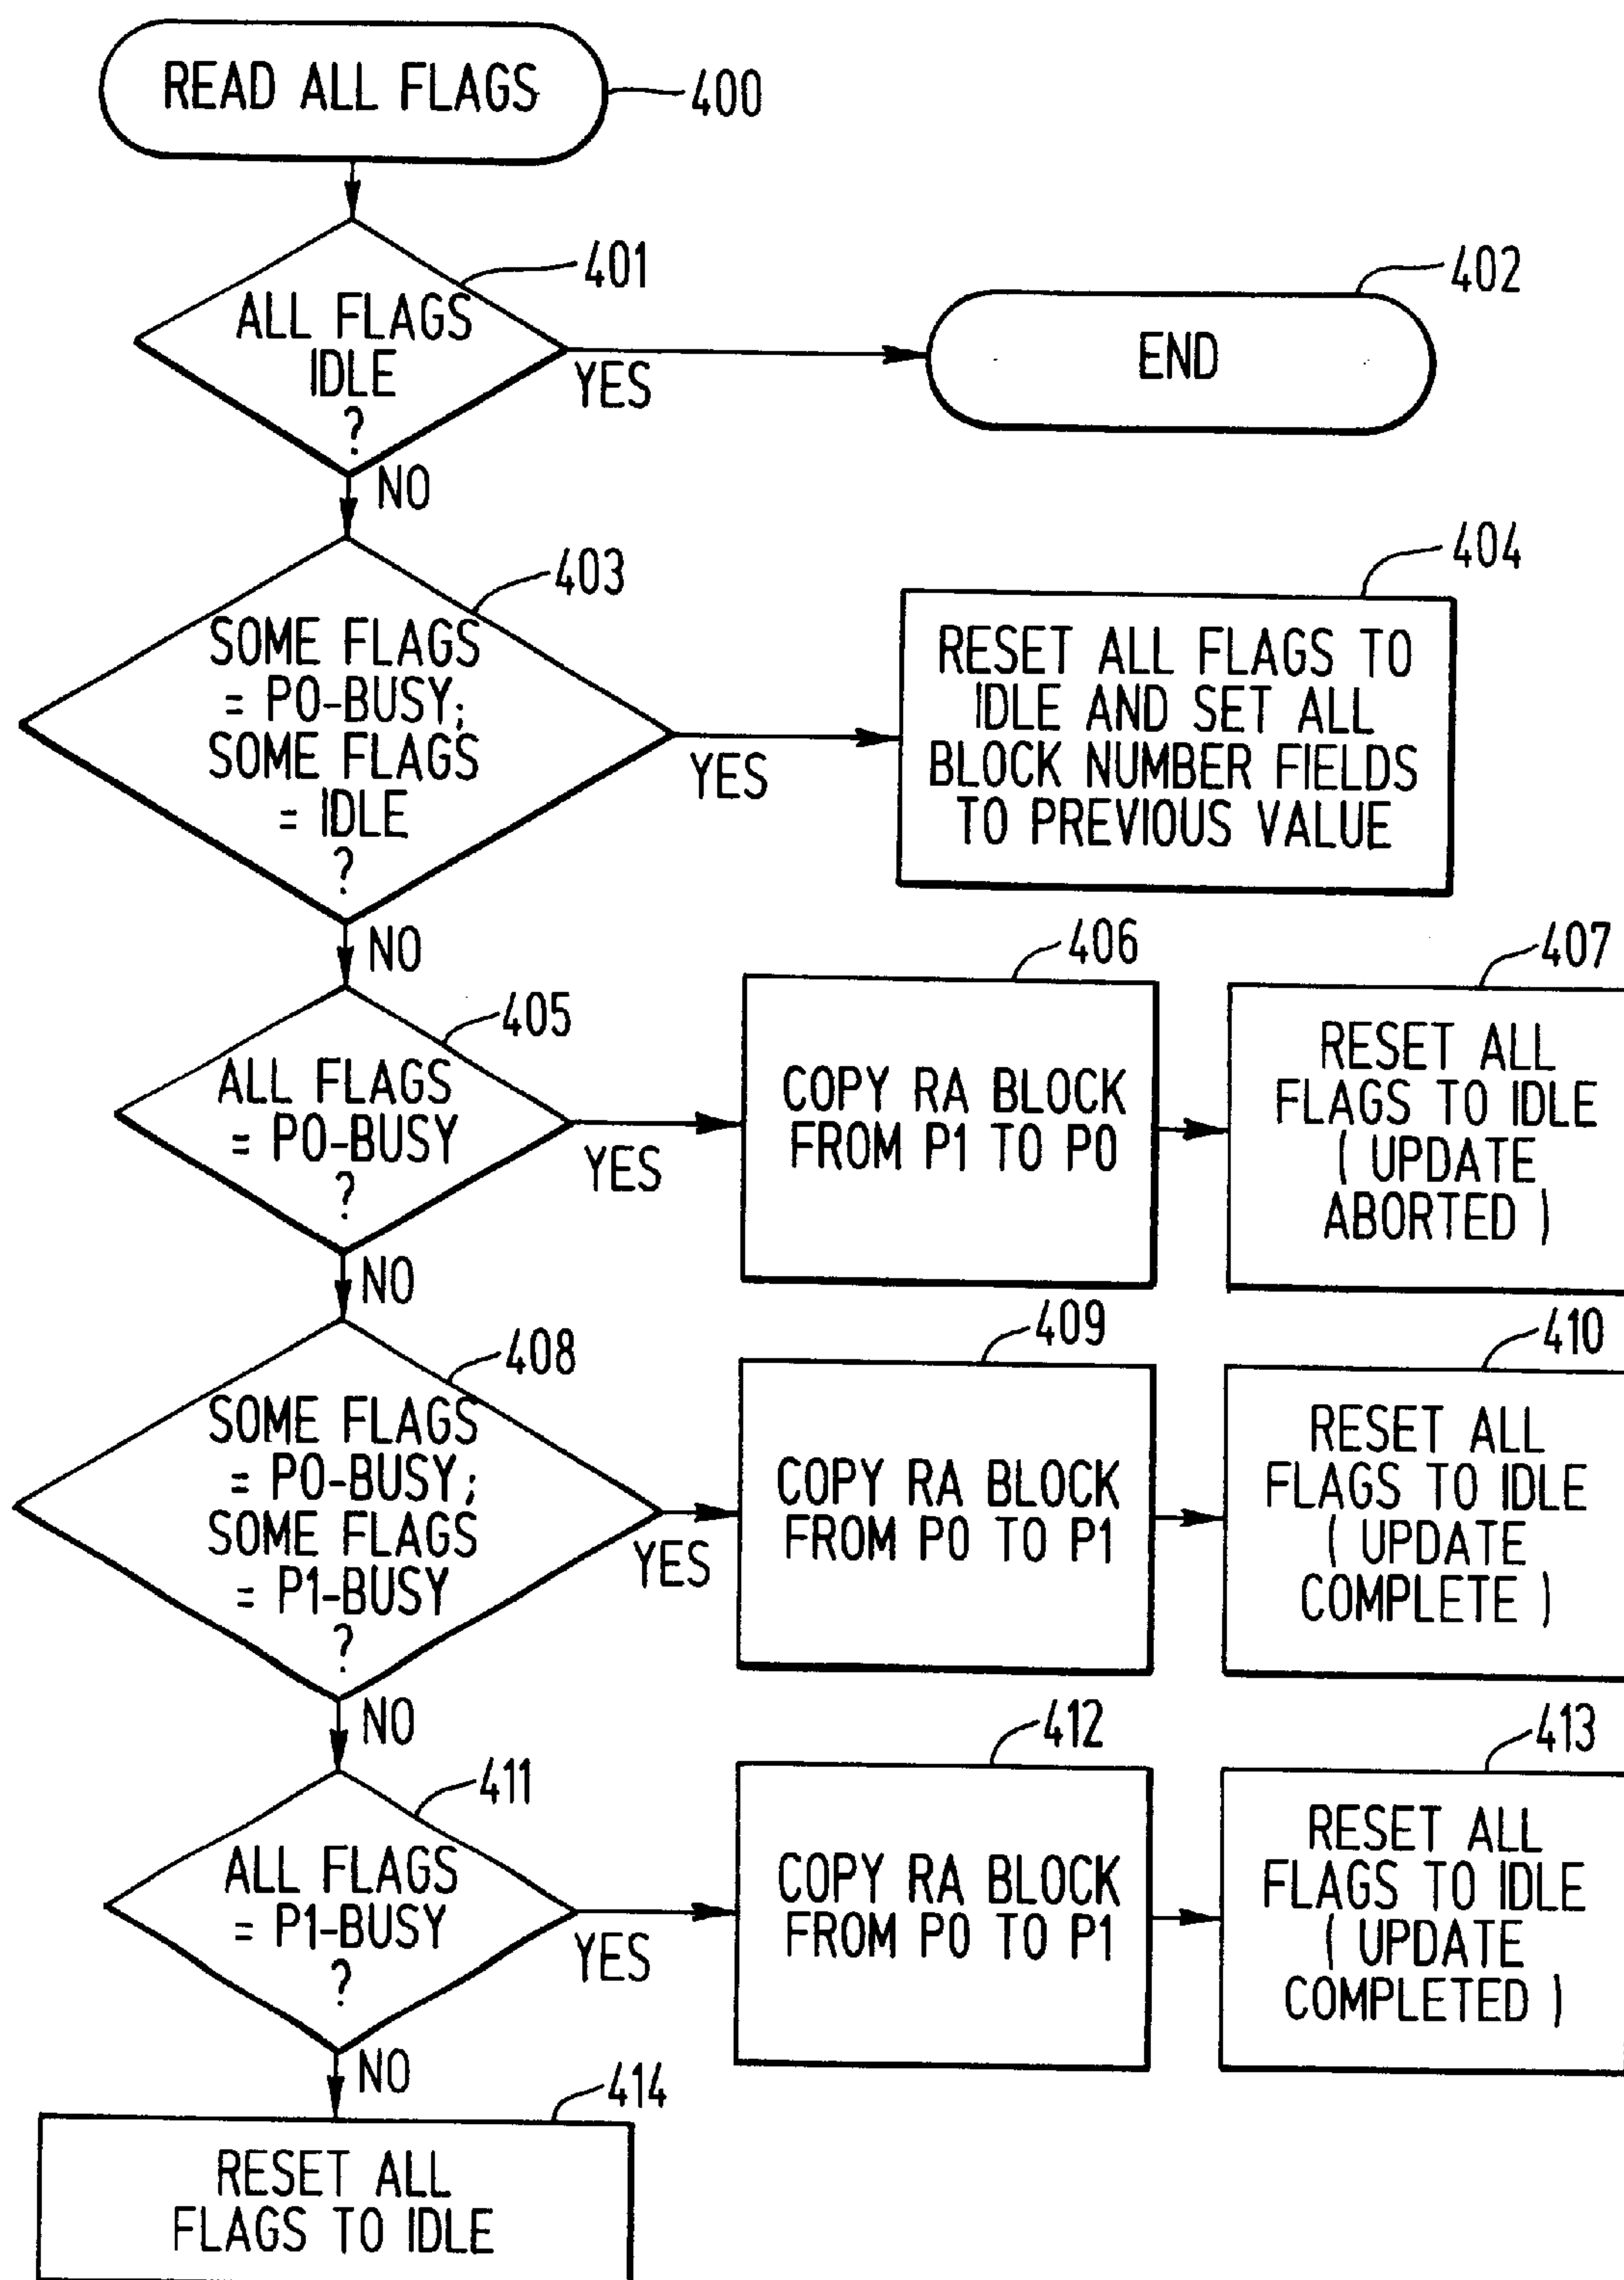 READ ALL FLAGS
400
401
ALL FLAGS
IDLE
?
YES
402
END
NO
403
SOME FLAGS
= P0-BUSY;
SOME FLAGS
= IDLE
?
YES
404
RESET ALL FLAGS TO
IDLE AND SET ALL
BLOCK NUMBER FIELDS
TO PREVIOUS VALUE
NO
405
ALL FLAGS
= P0-BUSY
?
YES
406
COPY RA BLOCK
FROM P1 TO P0
407
RESET ALL
FLAGS TO IDLE
( UPDATE
ABORTED )
NO
408
SOME FLAGS
= P0-BUSY;
SOME FLAGS
= P1-BUSY
?
YES
409
COPY RA BLOCK
FROM P0 TO P1
410
RESET ALL
FLAGS TO IDLE
( UPDATE
COMPLETE )
NO
411
ALL FLAGS
= P1-BUSY
?
YES
412
COPY RA BLOCK
FROM P0 TO P1
413
RESET ALL
FLAGS TO IDLE
( UPDATE
COMPLETED )
NO
414
RESET ALL
FLAGS TO IDLE